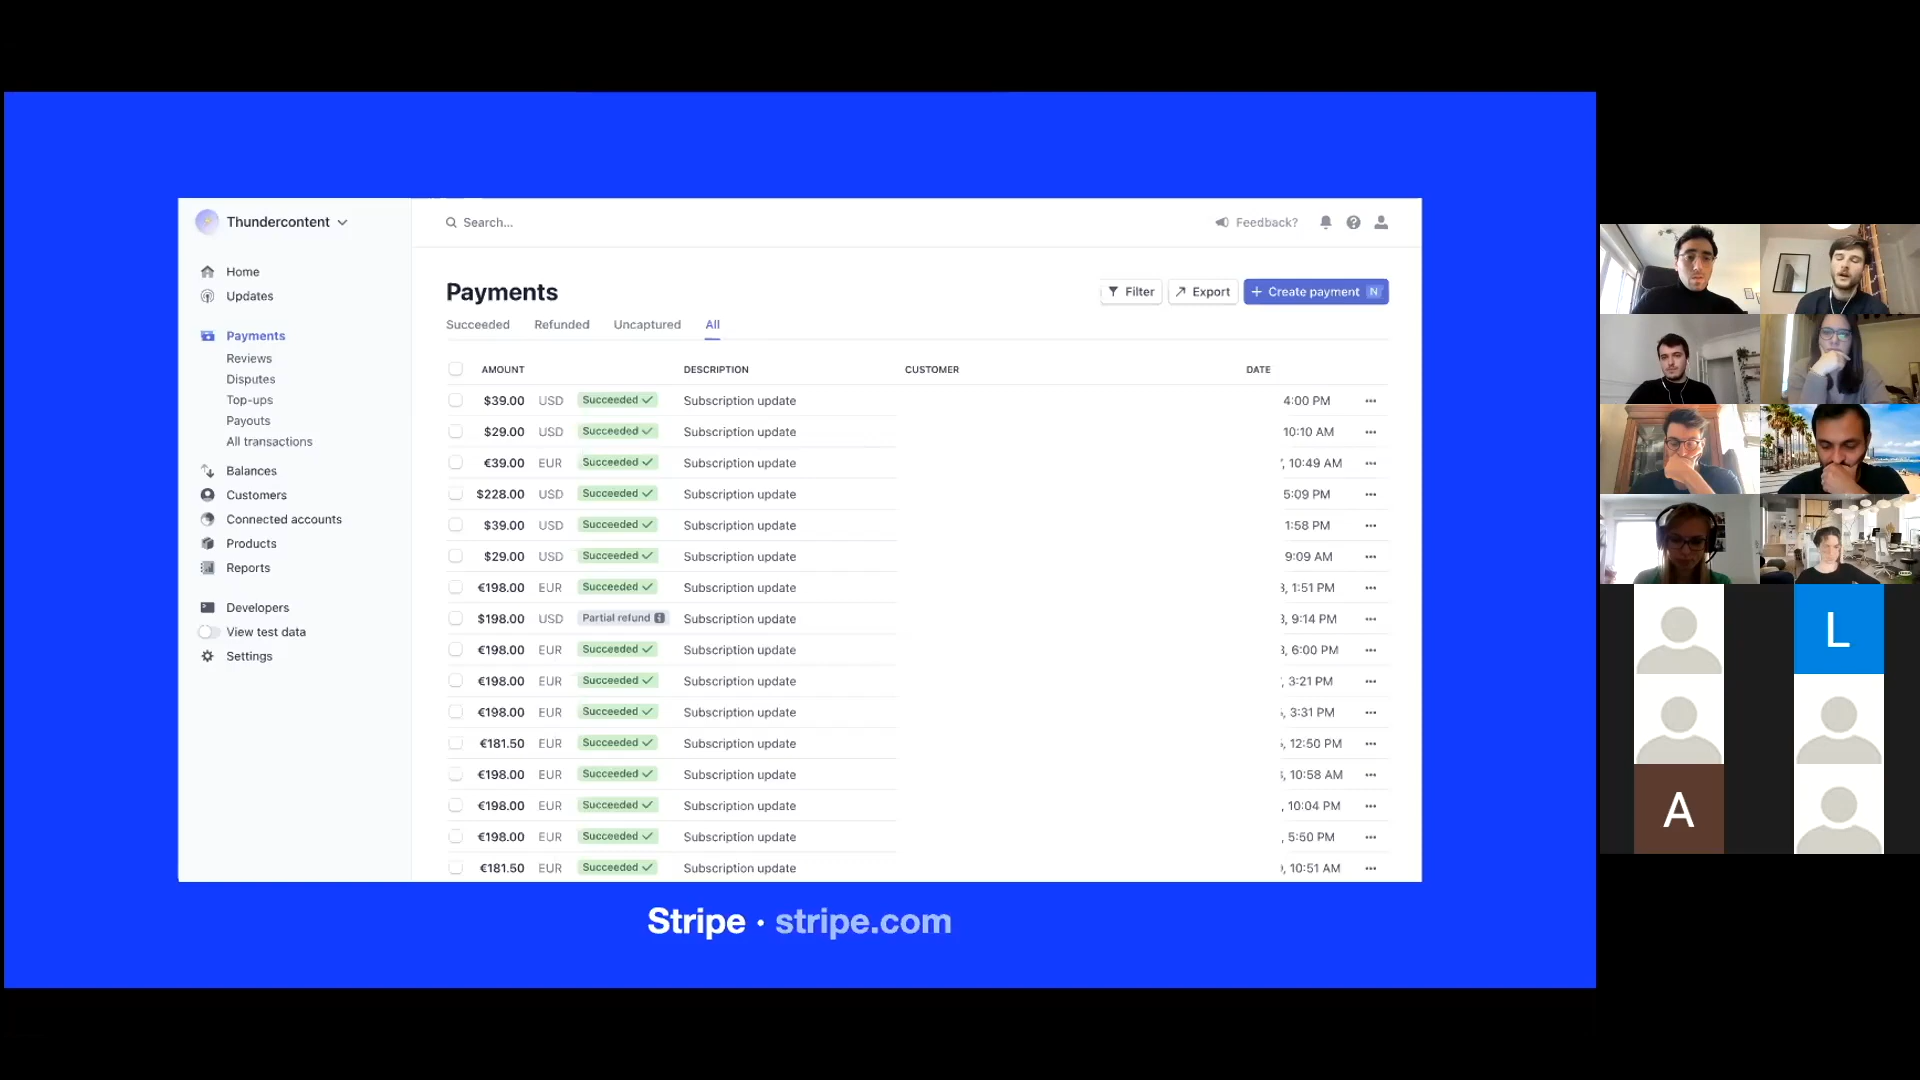 Thundercontent
Search...
Feedback?
Home
Updates
Payments
Reviews
Disputes
Top-ups
Payouts
All transactions
Balances
Customers
Connected accounts
Products
Reports
Developers
View test data
Settings
Payments
Filter
Export
+ Create payment N
Succeeded Refunded Uncaptured All
AMOUNT DESCRIPTION CUSTOMER DATE
$39.00 USD Succeeded ✓ Subscription update 4:00 PM ···
$29.00 USD Succeeded ✓ Subscription update 10:10 AM ···
€39.00 EUR Succeeded ✓ Subscription update , 10:49 AM ···
$228.00 USD Succeeded ✓ Subscription update 5:09 PM ···
$39.00 USD Succeeded ✓ Subscription update 1:58 PM ···
$29.00 USD Succeeded ✓ Subscription update 9:09 AM ···
€198.00 EUR Succeeded ✓ Subscription update , 1:51 PM ···
$198.00 USD Partial refund Subscription update , 9:14 PM ···
€198.00 EUR Succeeded ✓ Subscription update , 6:00 PM ···
€198.00 EUR Succeeded ✓ Subscription update , 3:21 PM ···
€198.00 EUR Succeeded ✓ Subscription update , 3:31 PM ···
€181.50 EUR Succeeded ✓ Subscription update , 12:50 PM ···
€198.00 EUR Succeeded ✓ Subscription update , 10:58 AM ···
€198.00 EUR Succeeded ✓ Subscription update , 10:04 PM ···
€198.00 EUR Succeeded ✓ Subscription update , 5:50 PM ···
€181.50 EUR Succeeded ✓ Subscription update , 10:51 AM ···
Stripe · stripe.com
L
A